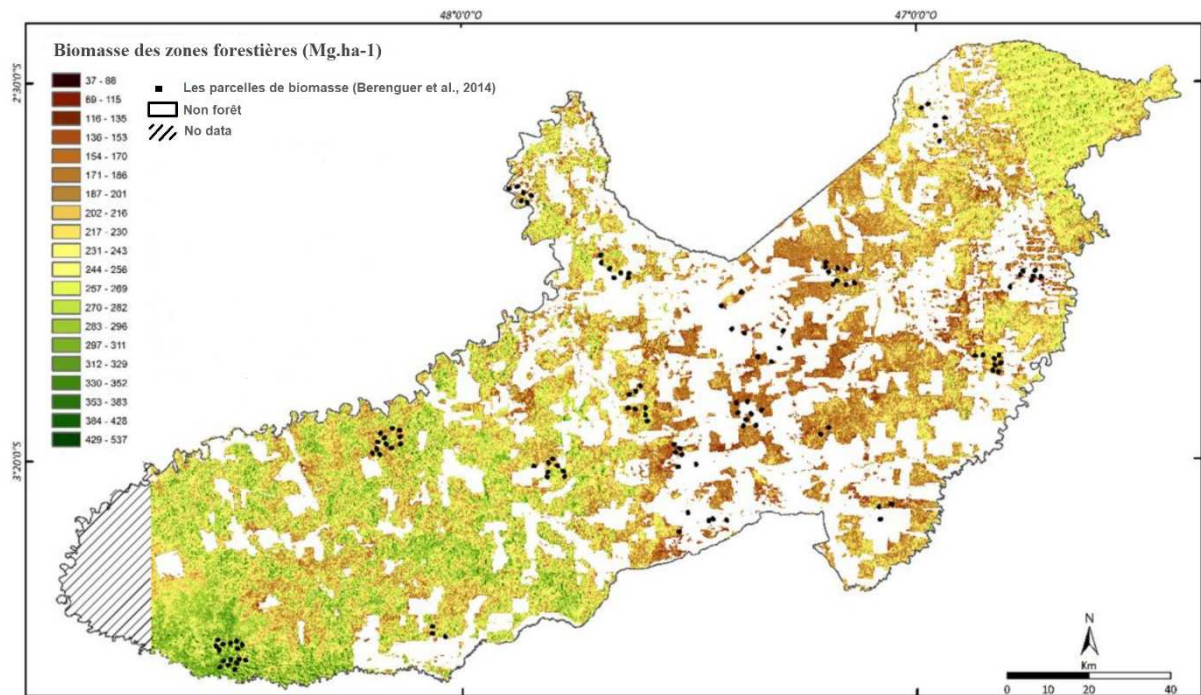 48°0'0"O
47°0'0"O
Biomasse des zones forestières (Mg.ha-1)
37 - 88
89 - 115
116 - 135
136 - 153
154 - 170
171 - 186
187 - 201
202 - 216
217 - 230
231 - 243
244 - 256
257 - 269
270 - 282
283 - 296
297 - 311
312 - 329
330 - 352
353 - 383
384 - 428
429 - 537
Les parcelles de biomasse (Berenguer et al., 2014)
Non forêt
No data
2°30'0"S
3°20'0"S
N
Km
0 10 20 40